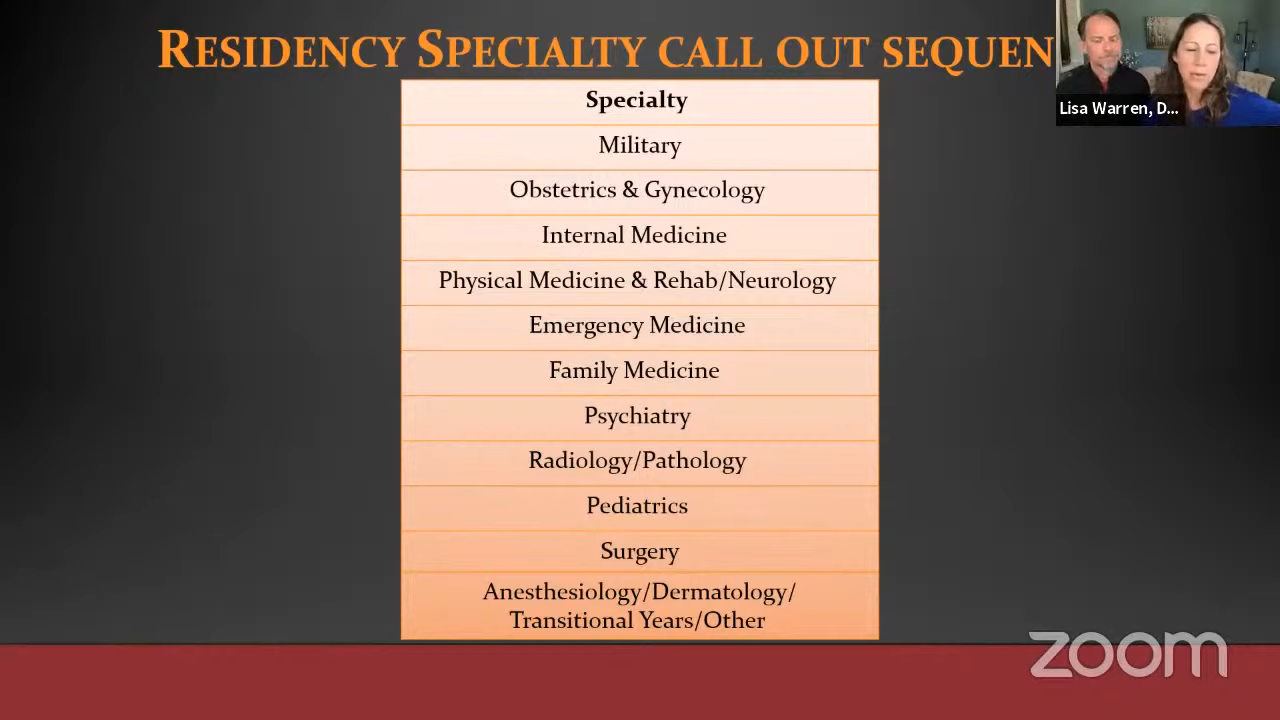 RESIDENCY SPECIALTY CALL OUT SEQUEN
Lisa Warren, D...
Specialty
Military
Obstetrics & Gynecology
Internal Medicine
Physical Medicine & Rehab/Neurology
Emergency Medicine
Family Medicine
Psychiatry
Radiology/Pathology
Pediatrics
Surgery
Anesthesiology/Dermatology/
Transitional Years/Other
zoom